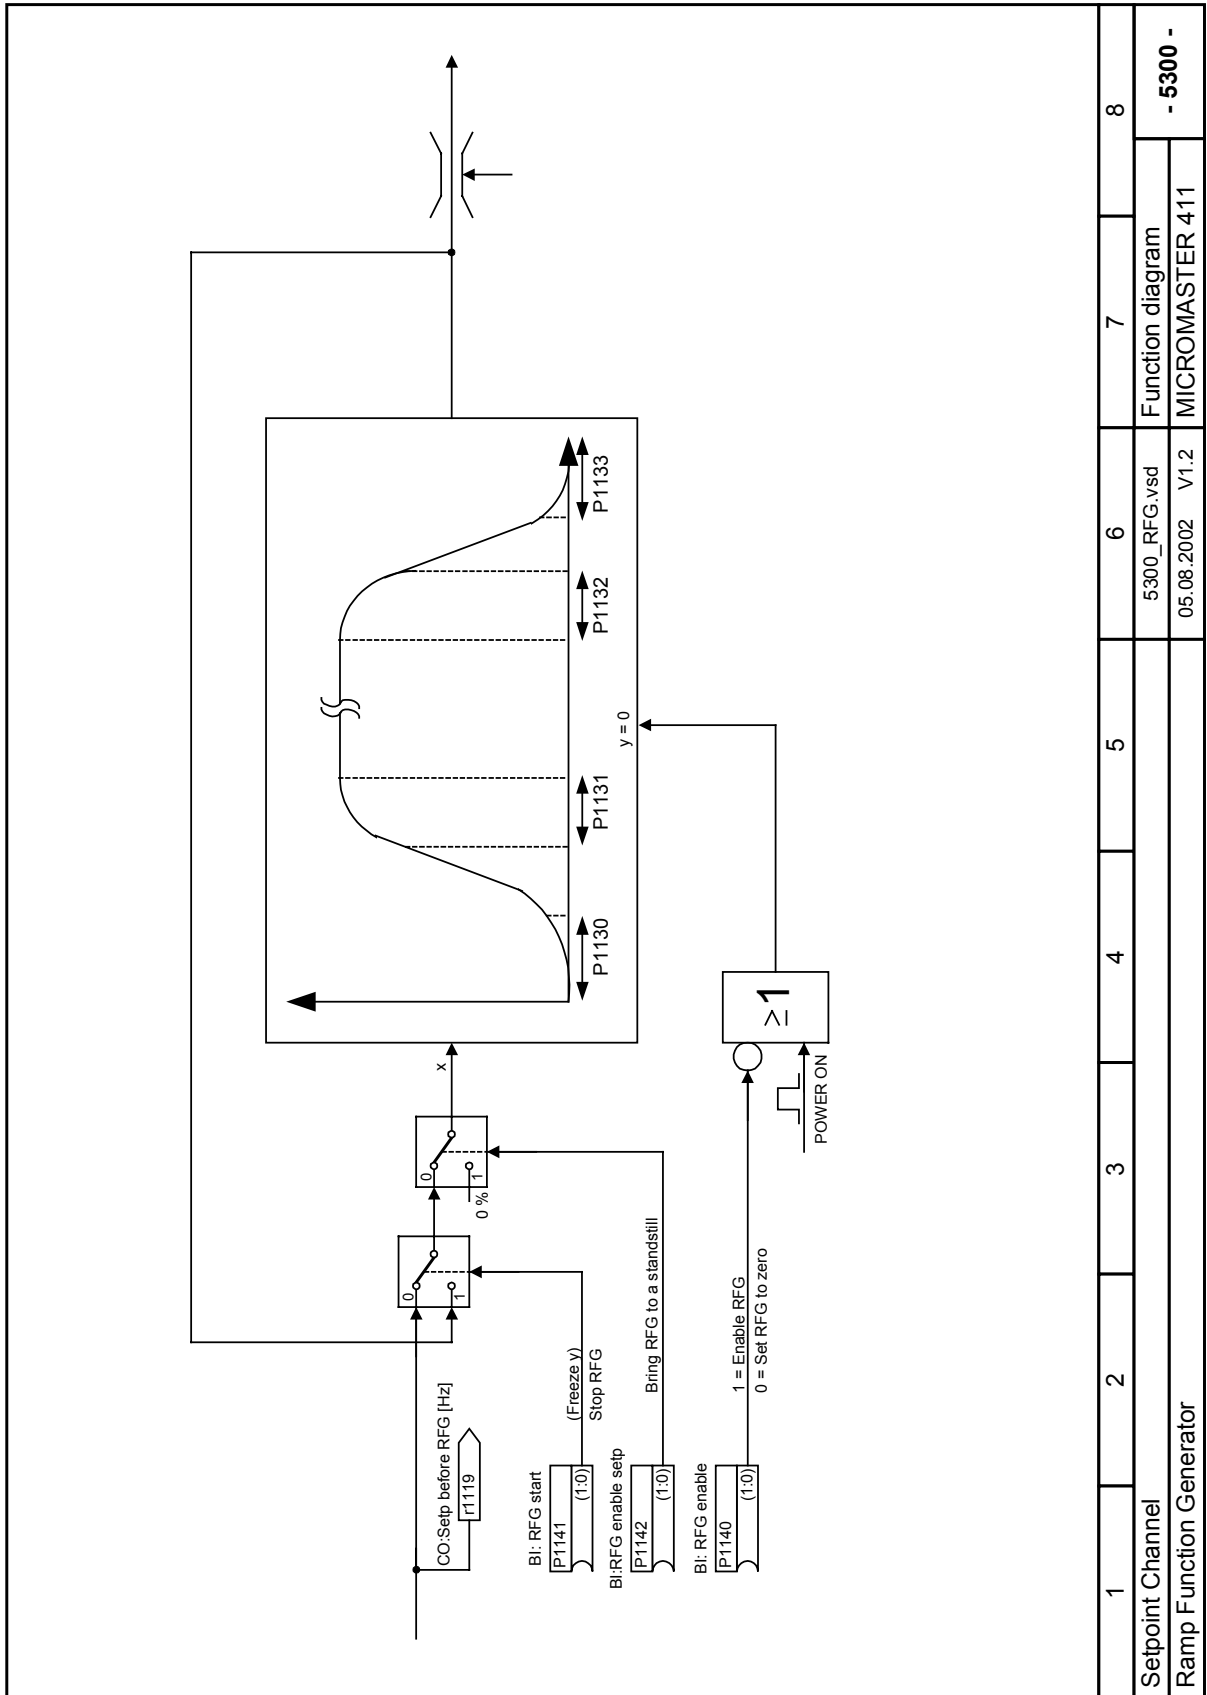 CO:Setp before RFG [Hz]
r1119
BI: RFG start
P1141
(1:0)
(Freeze y)
Stop RFG
BI:RFG enable setp
P1142
(1:0)
Bring RFG to a standstill
BI: RFG enable
P1140
(1:0)
1 = Enable RFG
0 = Set RFG to zero
0
1
0
1
0 %
x
POWER ON
≥1
y = 0
P1130
P1131
P1132
P1133
1 2 3 4 5 6 7 8
Setpoint Channel
5300_RFG.vsd
Function diagram
- 5300 -
Ramp Function Generator
05.08.2002 V1.2
MICROMASTER 411